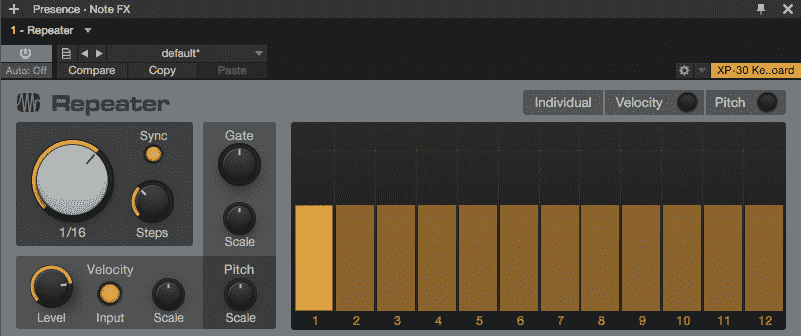 Presence - Note FX
1 - Repeater
default*
Auto: Off
Compare
Copy
Paste
XP-30 Ke..oard
Repeater
Individual
Velocity
Pitch
Sync
Gate
1/16
Steps
Scale
Velocity
Pitch
Level
Input
Scale
Scale
1 2 3 4 5 6 7 8 9 10 11 12